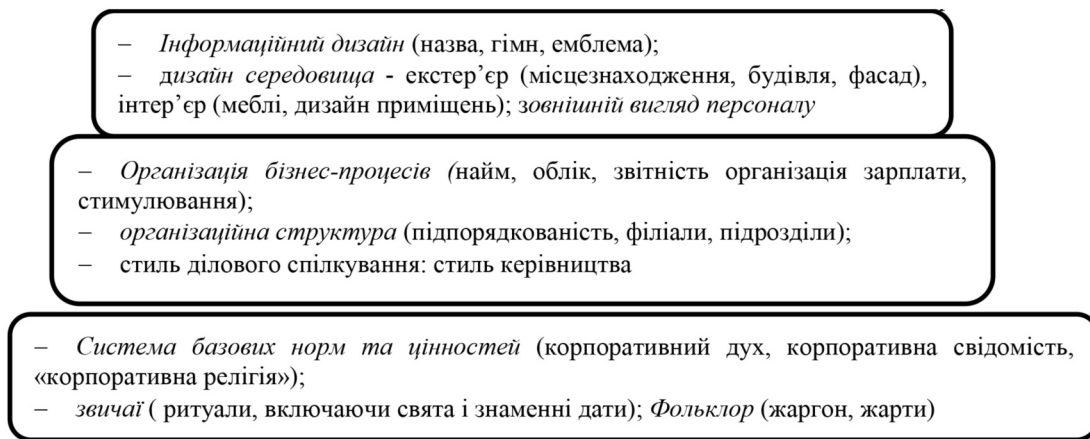 – Інформаційний дизайн (назва, гімн, емблема);
– дизайн середовища - екстер’єр (місцезнаходження, будівля, фасад),
інтер’єр (меблі, дизайн приміщень); зовнішній вигляд персоналу
– Організація бізнес-процесів (найм, облік, звітність організація зарплати,
стимулювання);
– організаційна структура (підпорядкованість, філіали, підрозділи);
– стиль ділового спілкування: стиль керівництва
– Система базових норм та цінностей (корпоративний дух, корпоративна свідомість,
«корпоративна релігія»);
– звичаї ( ритуали, включаючи свята і знаменні дати); Фольклор (жаргон, жарти)